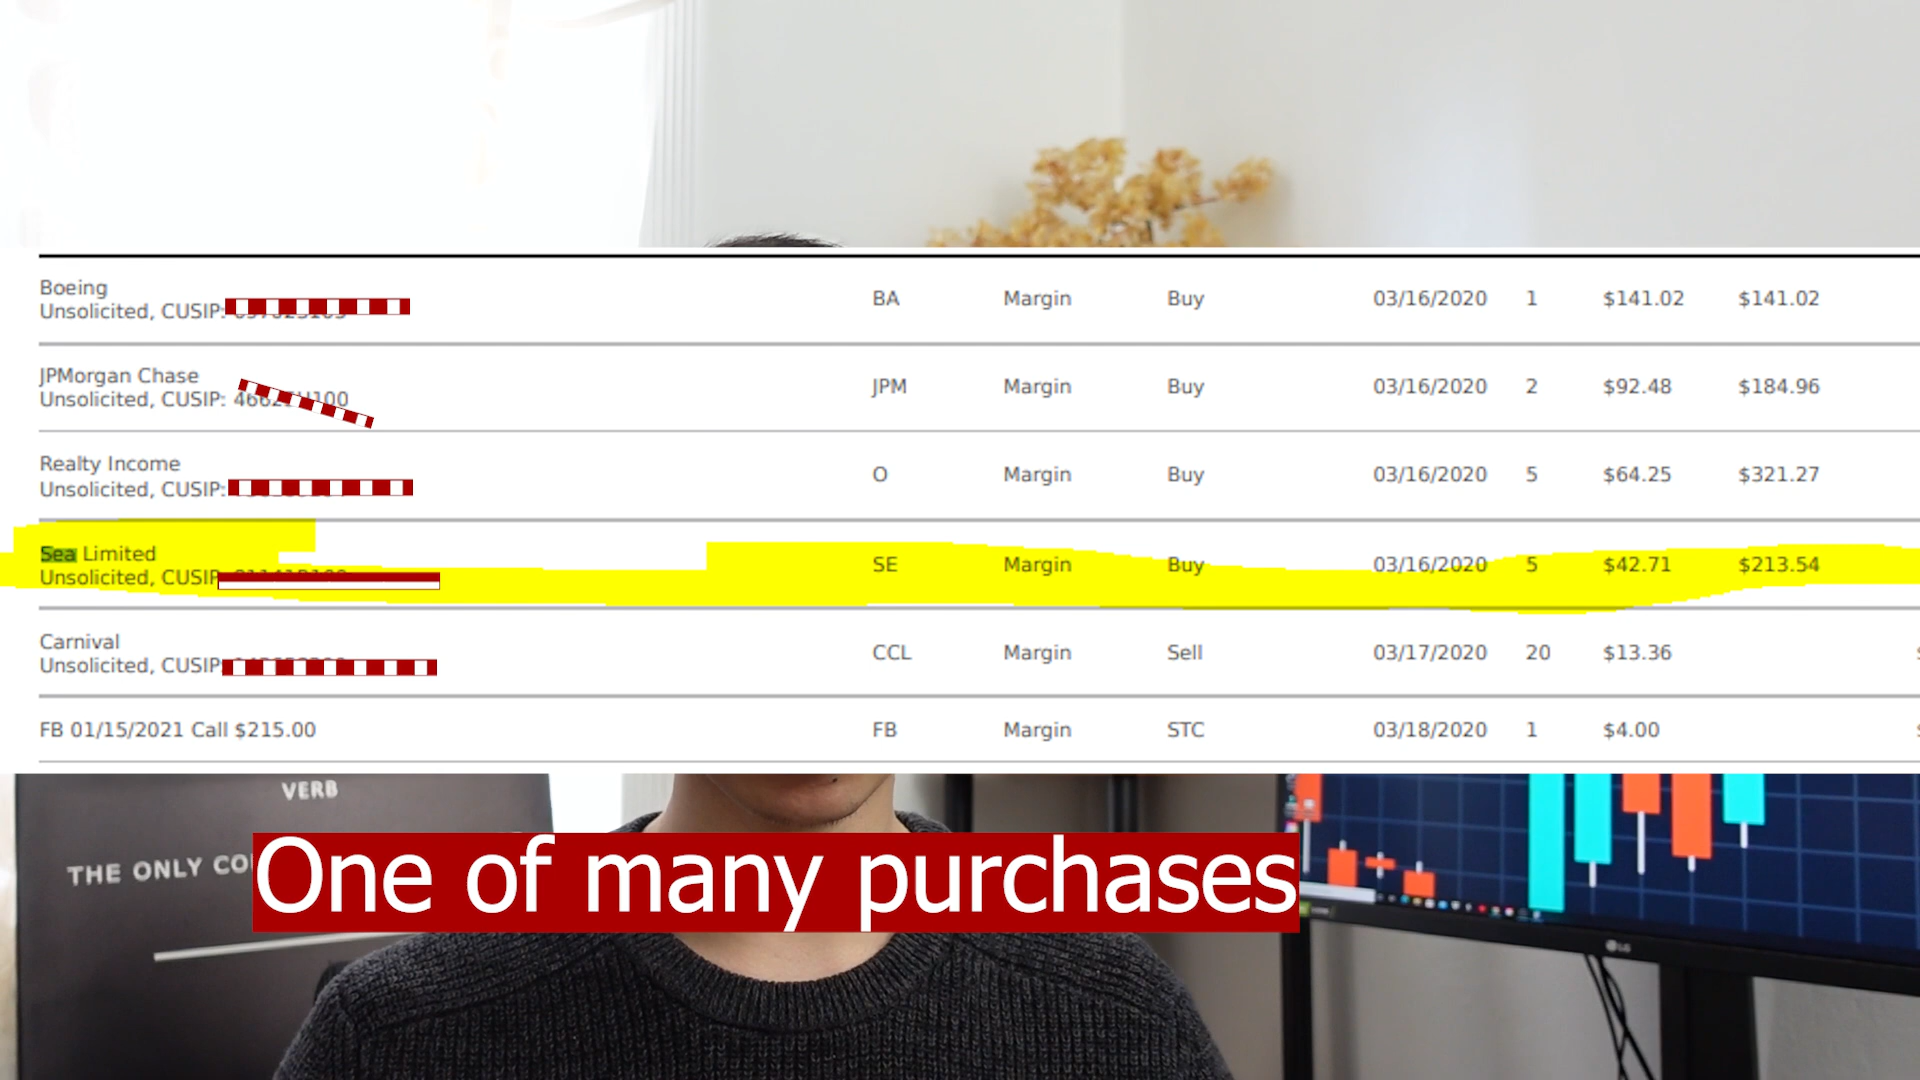 Boeing
Unsolicited, CUSIP:
BA Margin Buy 03/16/2020 1 $141.02 $141.02
JPMorgan Chase
Unsolicited, CUSIP:
JPM Margin Buy 03/16/2020 2 $92.48 $184.96
Realty Income
Unsolicited, CUSIP:
O Margin Buy 03/16/2020 5 $64.25 $321.27
Sea Limited
Unsolicited, CUSIP
SE Margin Buy 03/16/2020 5 $42.71 $213.54
Carnival
Unsolicited, CUSIP:
CCL Margin Sell 03/17/2020 20 $13.36
FB 01/15/2021 Call $215.00 FB Margin STC 03/18/2020 1 $4.00
VERB
THE ONLY
One of many purchases
LG